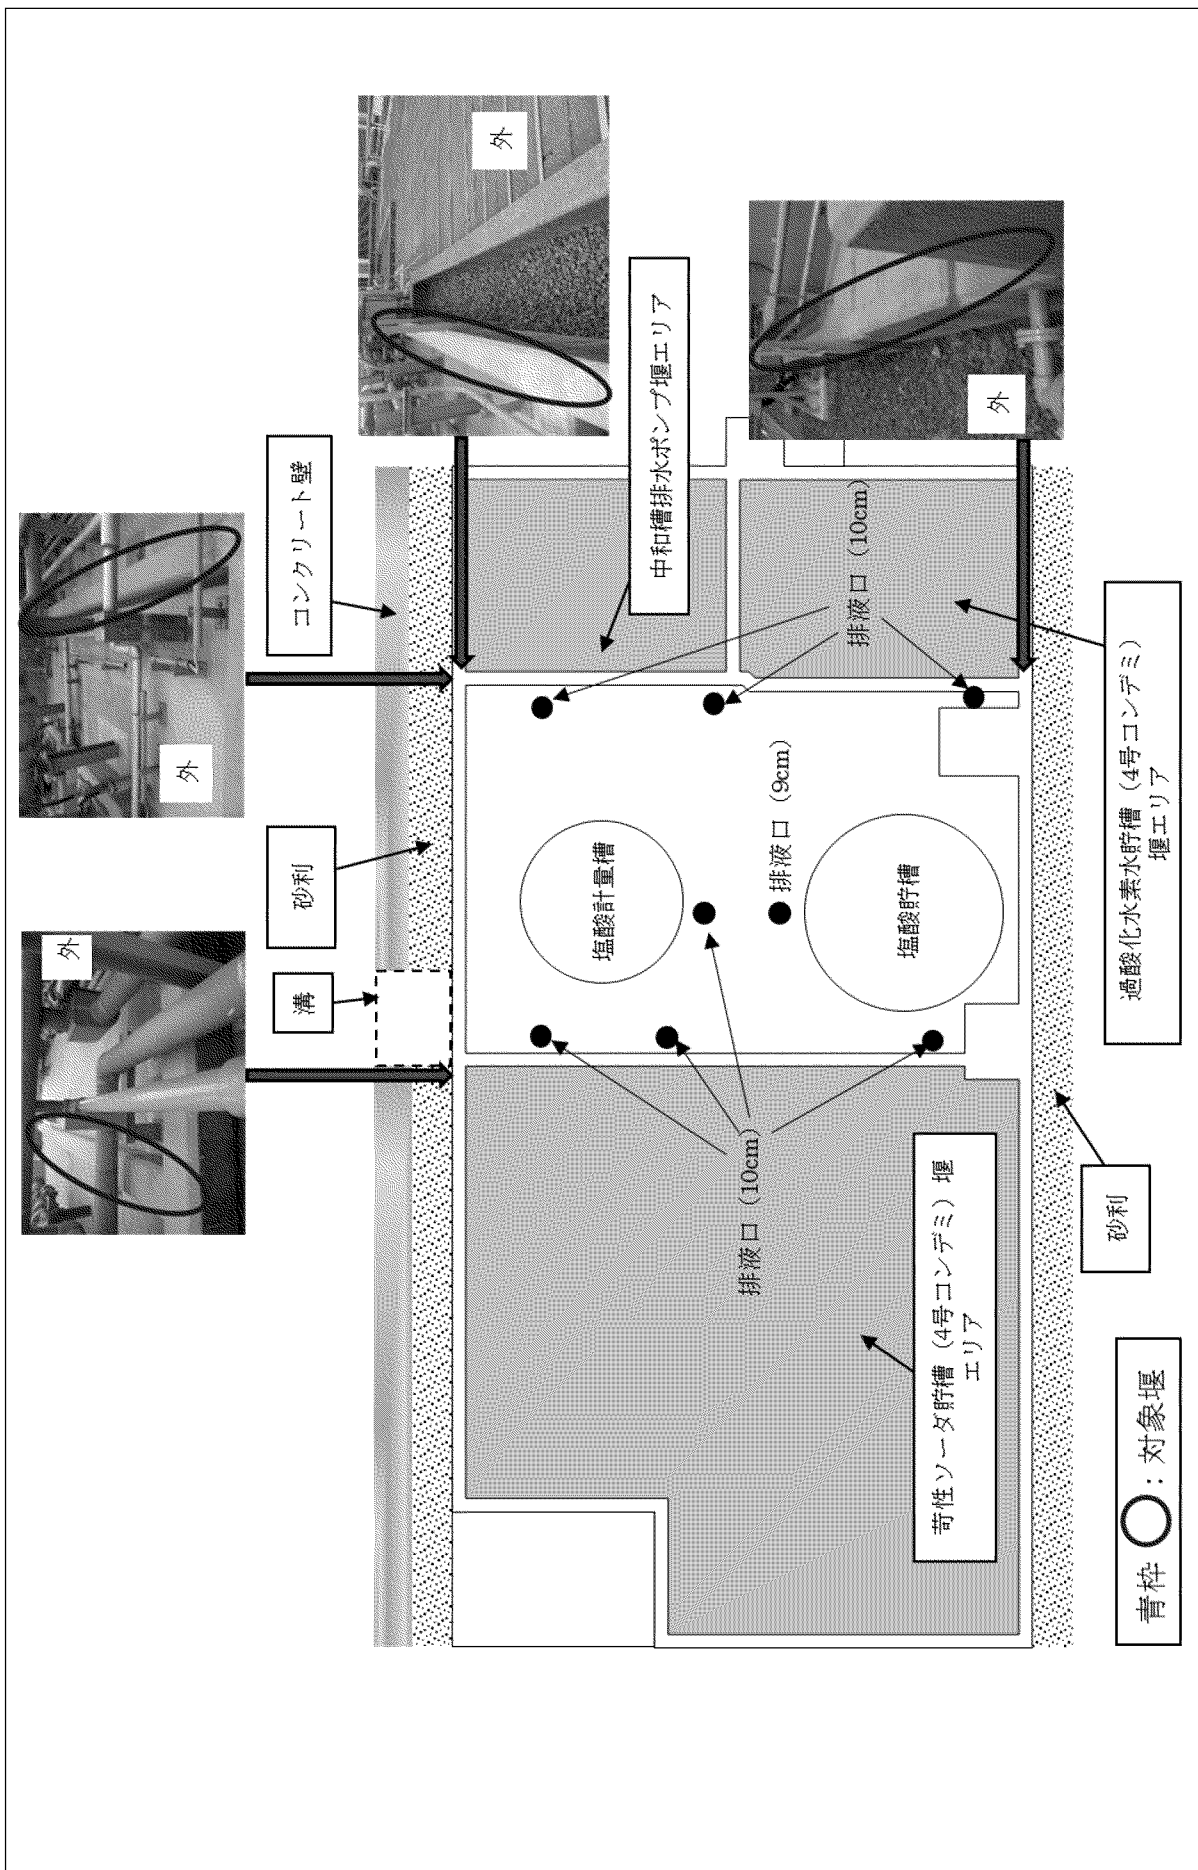 外
外
溝
砂利
コンクリート壁
外
中和槽排水ポンプ堰エリア
塩酸計量槽
排液口（10cm）
排液口（9cm）
排液口（10cm）
塩酸貯槽
外
苛性ソーダ貯槽 (4号コンデミ) 堰
エリア
砂利
過酸化水素水貯槽（4号コンデミ）
堰エリア
青枠 ：対象堰